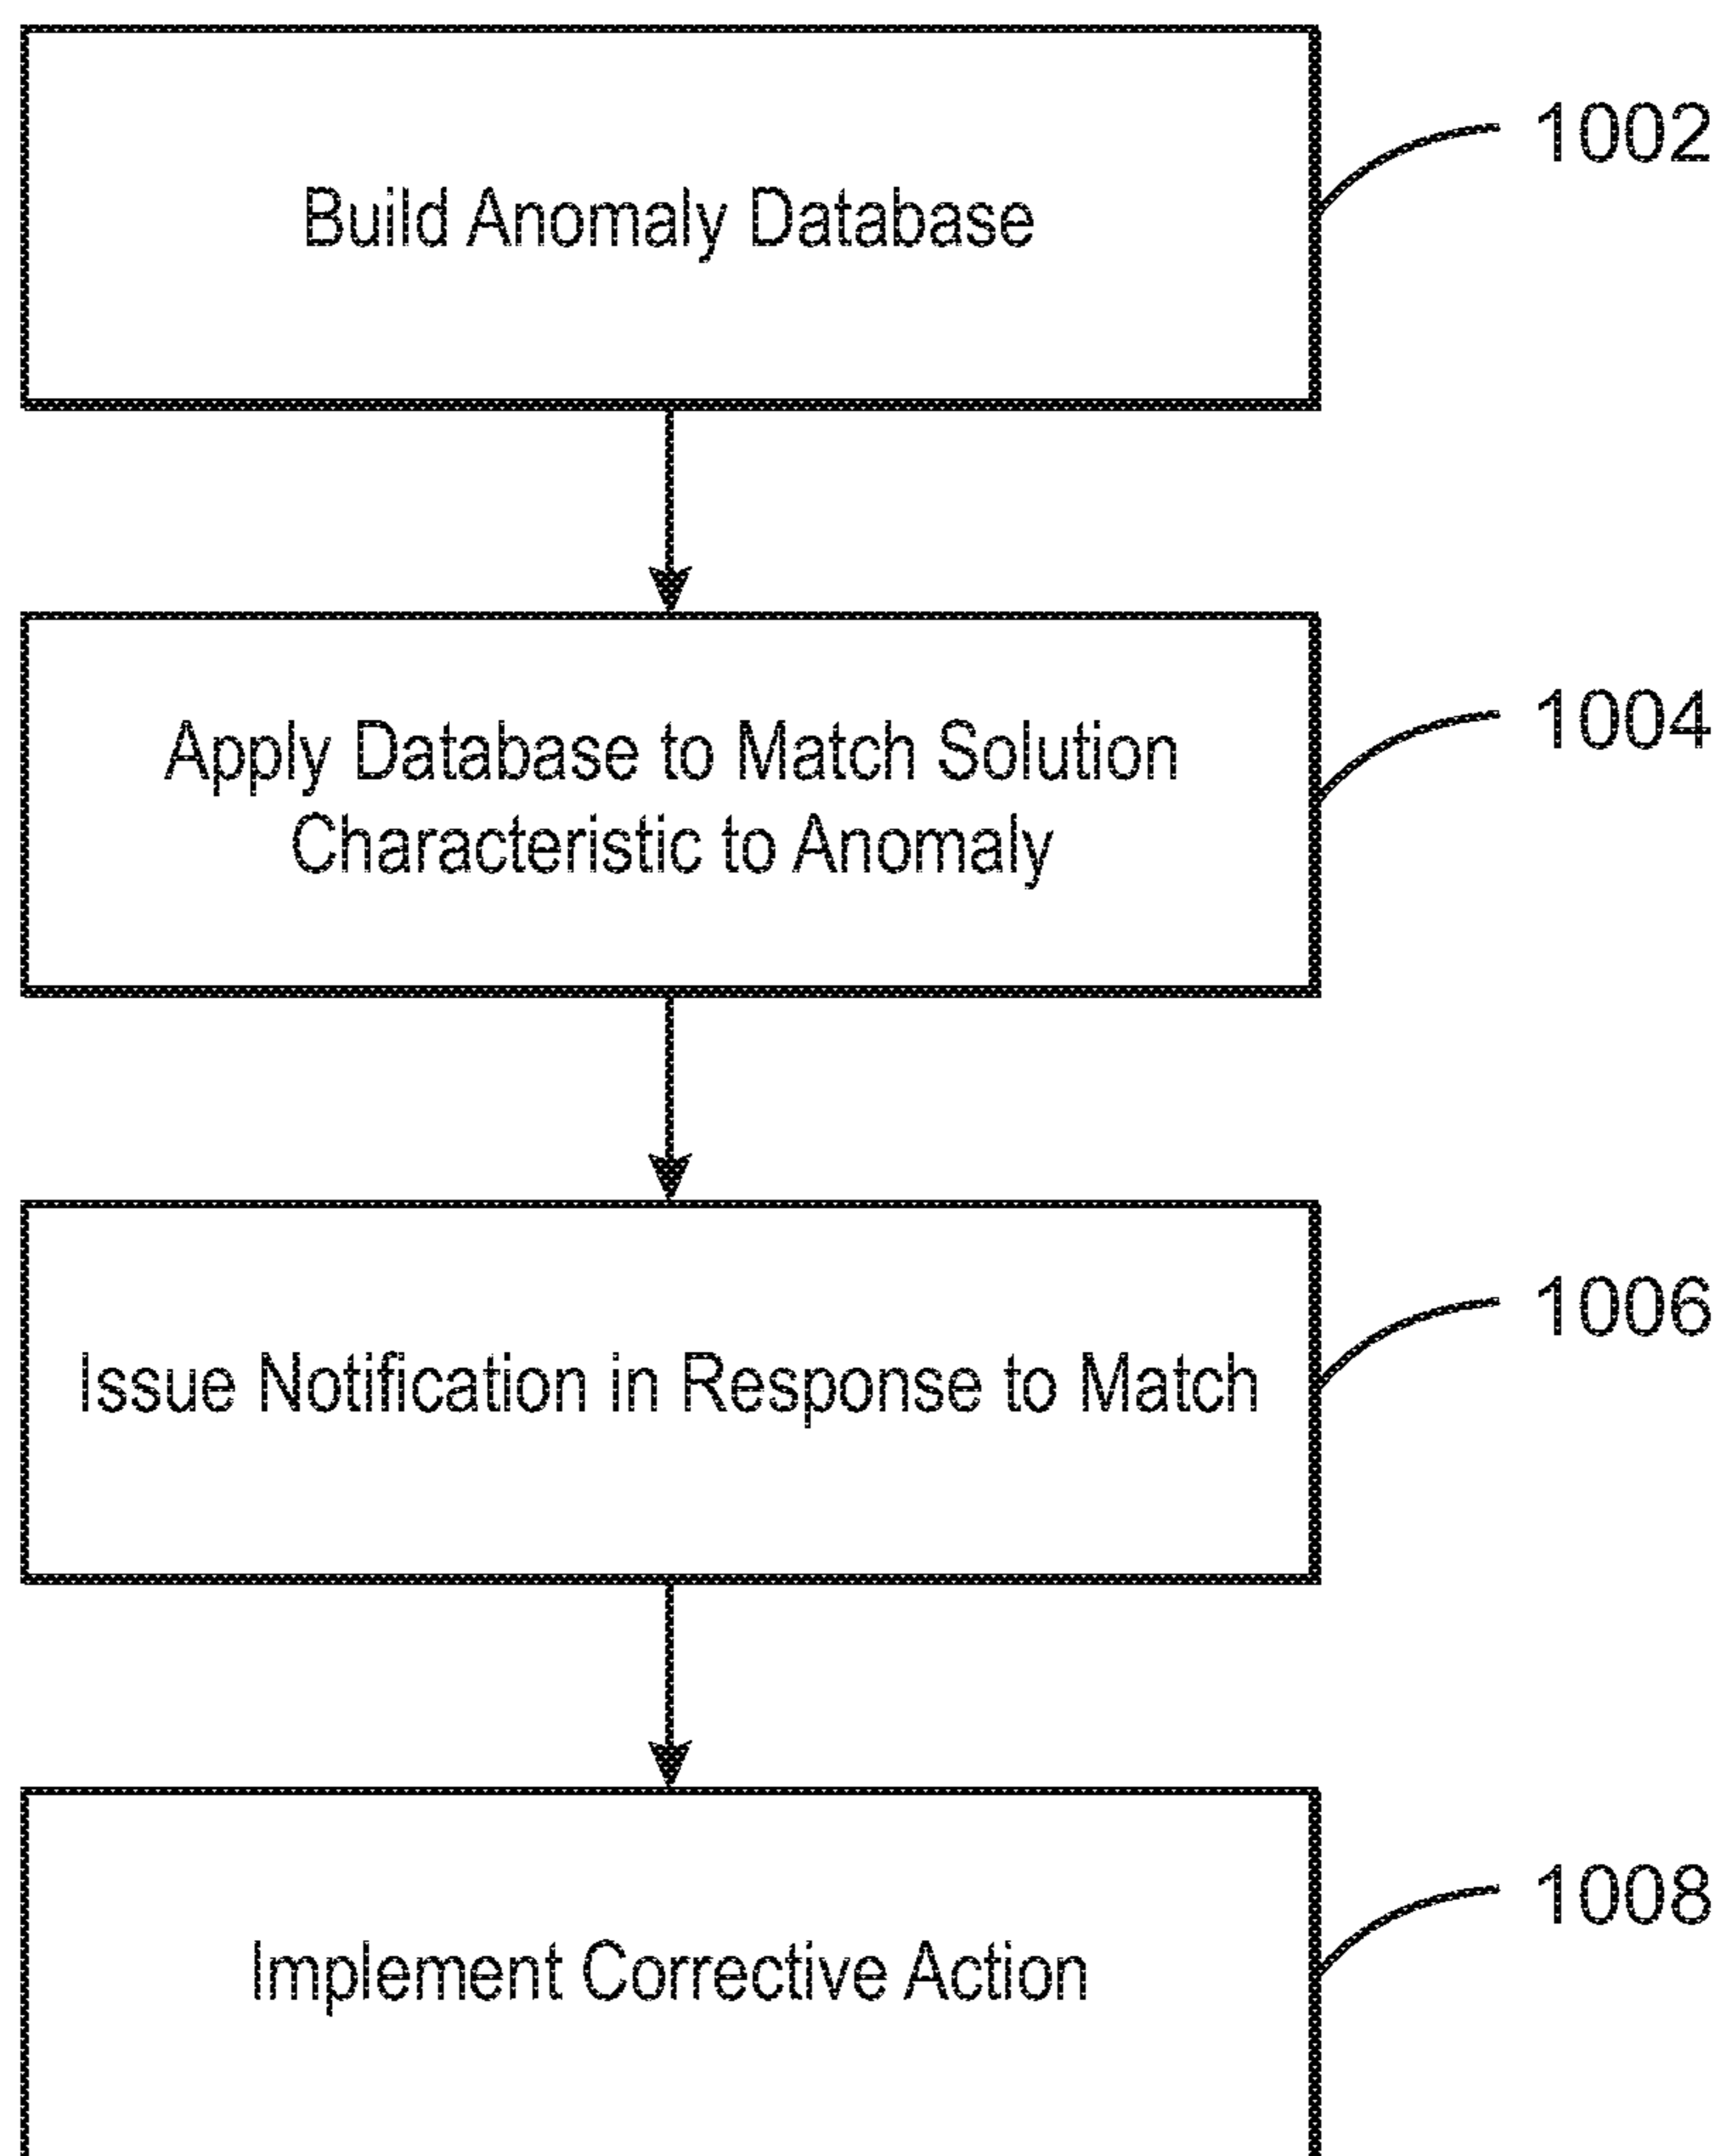 Build Anomaly Database
1002
Apply Database to Match Solution
Characteristic to Anomaly
1004
Issue Notification in Response to Match
1006
Implement Corrective Action
1008